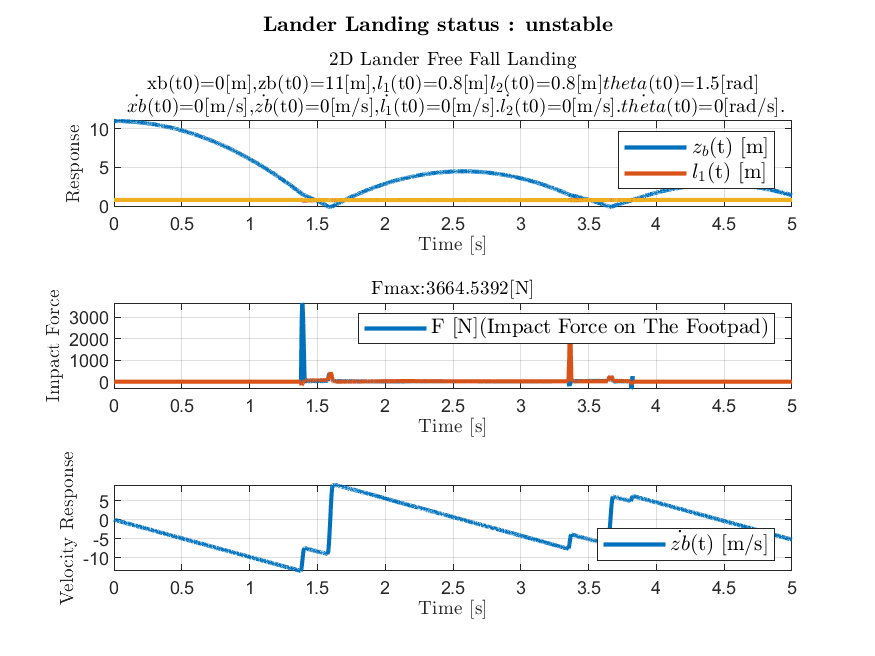 Lander Landing status : unstable
2D Lander Free Fall Landing
xb(t0)=0[m],zb(t0)=11[m],l₁(t0)=0.8[m]l₂(t0)=0.8[m]theta(t0)=1.5[rad]
ẋb(t0)=0[m/s],żb(t0)=0[m/s],l̇₁(t0)=0[m/s].l̇₂(t0)=0[m/s].thėta(t0)=0[rad/s].
Response
10
5
0
z_b(t) [m]
l₁(t) [m]
0 0.5 1 1.5 2 2.5 3 3.5 4 4.5 5
Time [s]
Fmax:3664.5392[N]
Impact Force
3000
2000
1000
0
F [N](Impact Force on The Footpad)
0 0.5 1 1.5 2 2.5 3 3.5 4 4.5 5
Time [s]
Velocity Response
5
0
-5
-10
żb(t) [m/s]
0 0.5 1 1.5 2 2.5 3 3.5 4 4.5 5
Time [s]